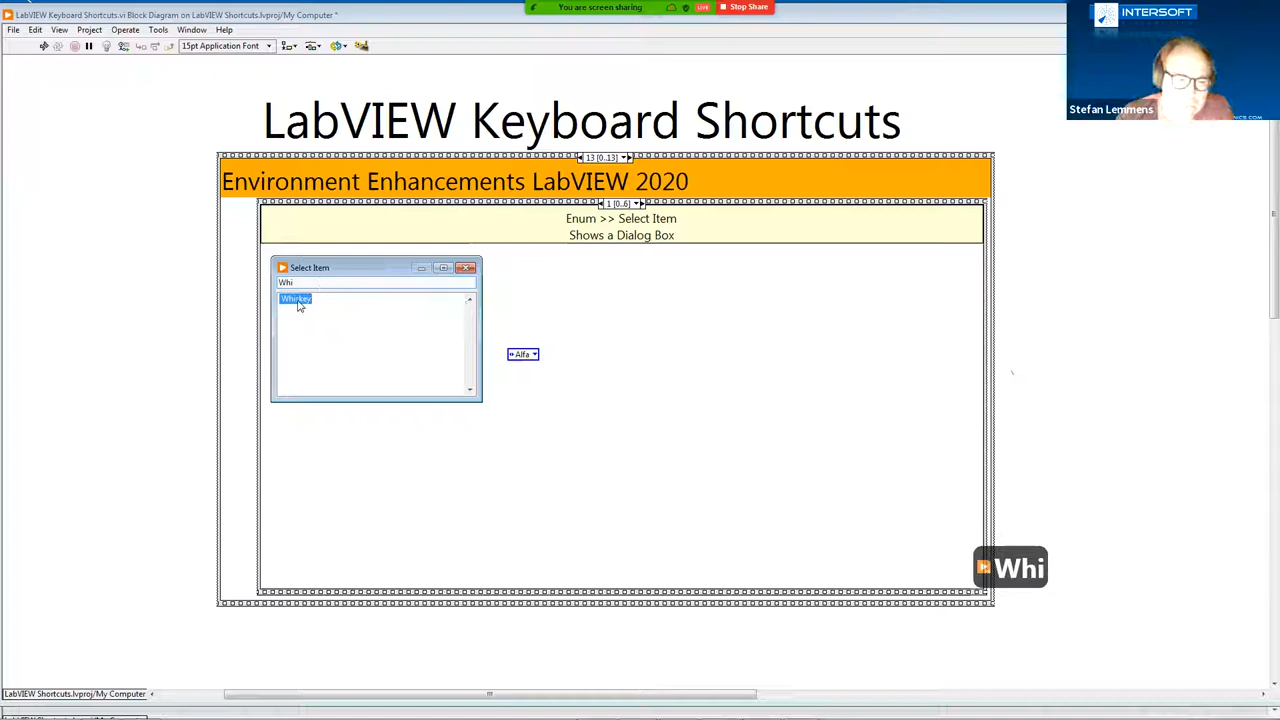 LabVIEW Keyboard Shortcuts.vi Block Diagram on LabVIEW Shortcuts.lvproj/My Computer *
You are screen sharing
LIVE
Stop Share
File Edit View Project Operate Tools Window Help
15pt Application Font
INTERSOFT
Stefan Lemmens
LabVIEW Keyboard Shortcuts
13 [0..13]
Environment Enhancements LabVIEW 2020
1 [0..6]
Enum >> Select Item
Shows a Dialog Box
Select Item
Whi
Whiskey
Alfa
Whi
LabVIEW Shortcuts.lvproj/My Computer